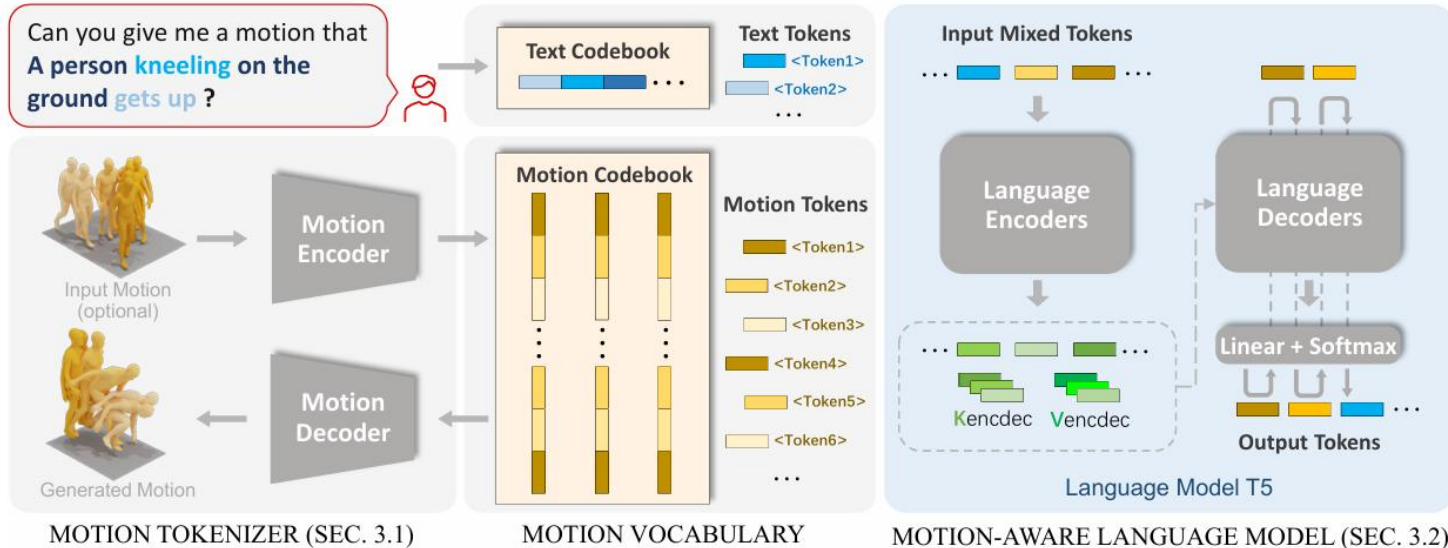 Can you give me a motion that
A person kneeling on the
ground gets up ?
Text Codebook
...
Text Tokens
<Token1>
<Token2>
...
Input Motion
(optional)
Motion
Encoder
Generated Motion
Motion
Decoder
MOTION TOKENIZER (SEC. 3.1)
Motion Codebook
Motion Tokens
<Token1>
<Token2>
<Token3>
<Token4>
<Token5>
<Token6>
...
MOTION VOCABULARY
Input Mixed Tokens
... ...
Language
Encoders
... ...
Kencdec Vencdec
Language
Decoders
Linear + Softmax
...
Output Tokens
Language Model T5
MOTION-AWARE LANGUAGE MODEL (SEC. 3.2)